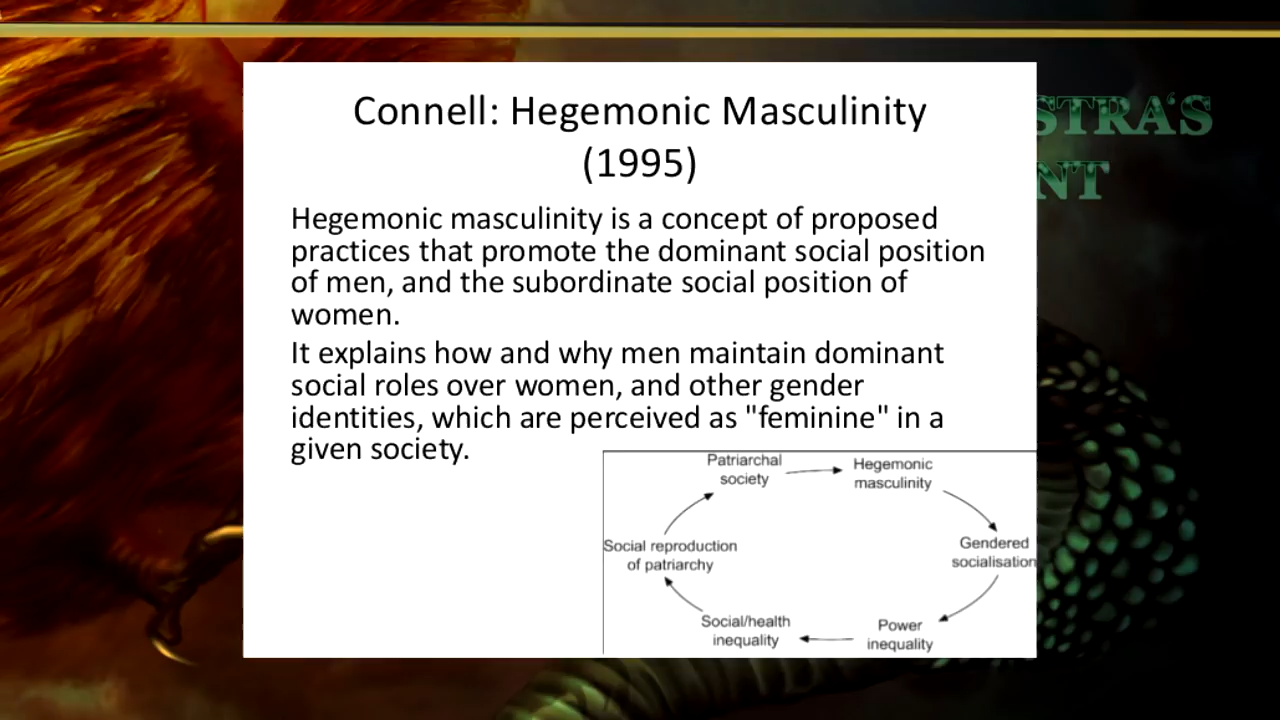 Connell: Hegemonic Masculinity
(1995)
Hegemonic masculinity is a concept of proposed
practices that promote the dominant social position
of men, and the subordinate social position of
women.
It explains how and why men maintain dominant
social roles over women, and other gender
identities, which are perceived as "feminine" in a
given society.
Patriarchal
society
Hegemonic
masculinity
Gendered
socialisation
Power
inequality
Social/health
inequality
Social reproduction
of patriarchy
STRA'S
NT